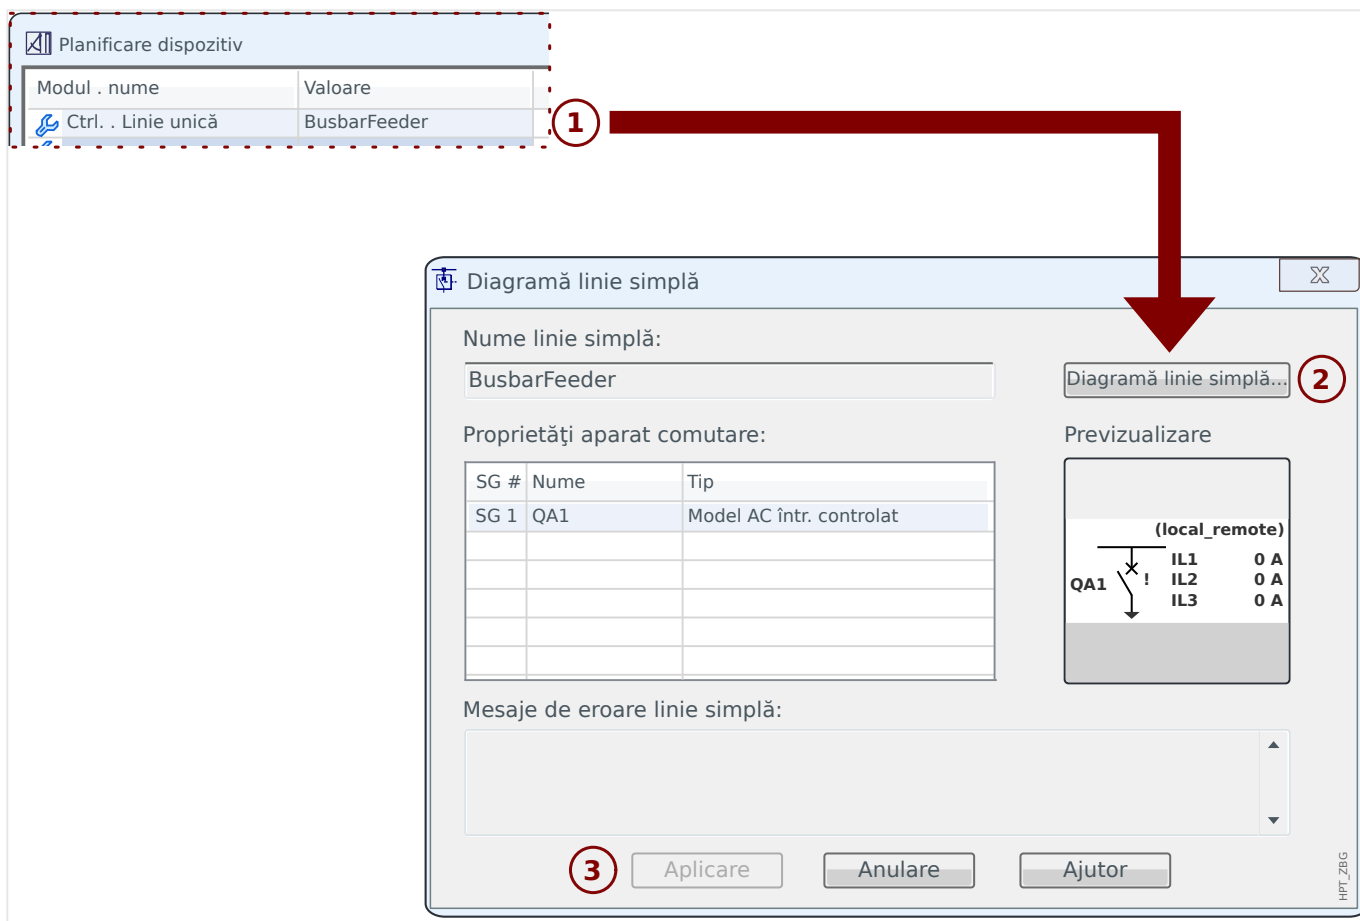 Planificare dispozitiv
Modul . nume Valoare
Ctrl. . Linie unică BusbarFeeder
1
Diagramă linie simplă X
Nume linie simplă:
BusbarFeeder
Diagramă linie simplă... 2
Proprietăţi aparat comutare:
SG # Nume Tip
SG 1 QA1 Model AC într. controlat
Previzualizare
(local_remote)
IL1 0 A
QA1 ! IL2 0 A
IL3 0 A
Mesaje de eroare linie simplă:
3 Aplicare Anulare Ajutor
HPT_ZBG